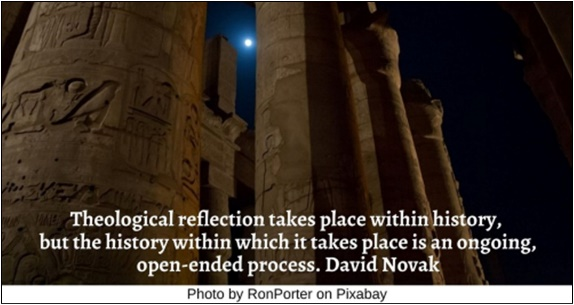 Theological reflection takes place within history,
but the history within which it takes place is an ongoing,
open-ended process. David Novak
Photo by RonPorter on Pixabay